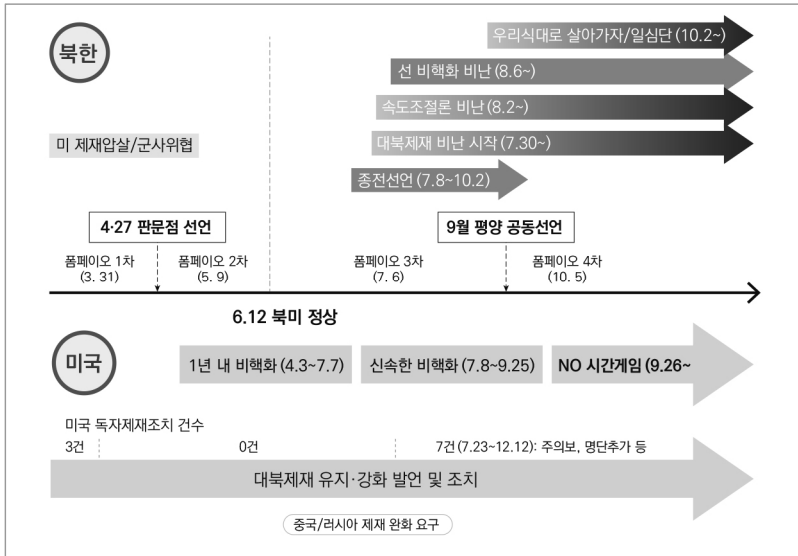 북한
우리식대로 살아가자/일심단 (10.2~)
선 비핵화 비난 (8.6~)
속도조절론 비난 (8.2~)
미 제재압살/군사위협
대북제재 비난 시작 (7.30~)
종전선언 (7.8~10.2)
4·27 판문점 선언
9월 평양 공동선언
폼페이오 1차
(3. 31)
폼페이오 2차
(5. 9)
폼페이오 3차
(7. 6)
폼페이오 4차
(10. 5)
6.12 북미 정상
미국
1년 내 비핵화 (4.3~7.7)
신속한 비핵화 (7.8~9.25)
NO 시간게임 (9.26~
미국 독자제재조치 건수
3건
0건
7건 (7.23~12.12): 주의보, 명단추가 등
대북제재 유지·강화 발언 및 조치
중국/러시아 제재 완화 요구